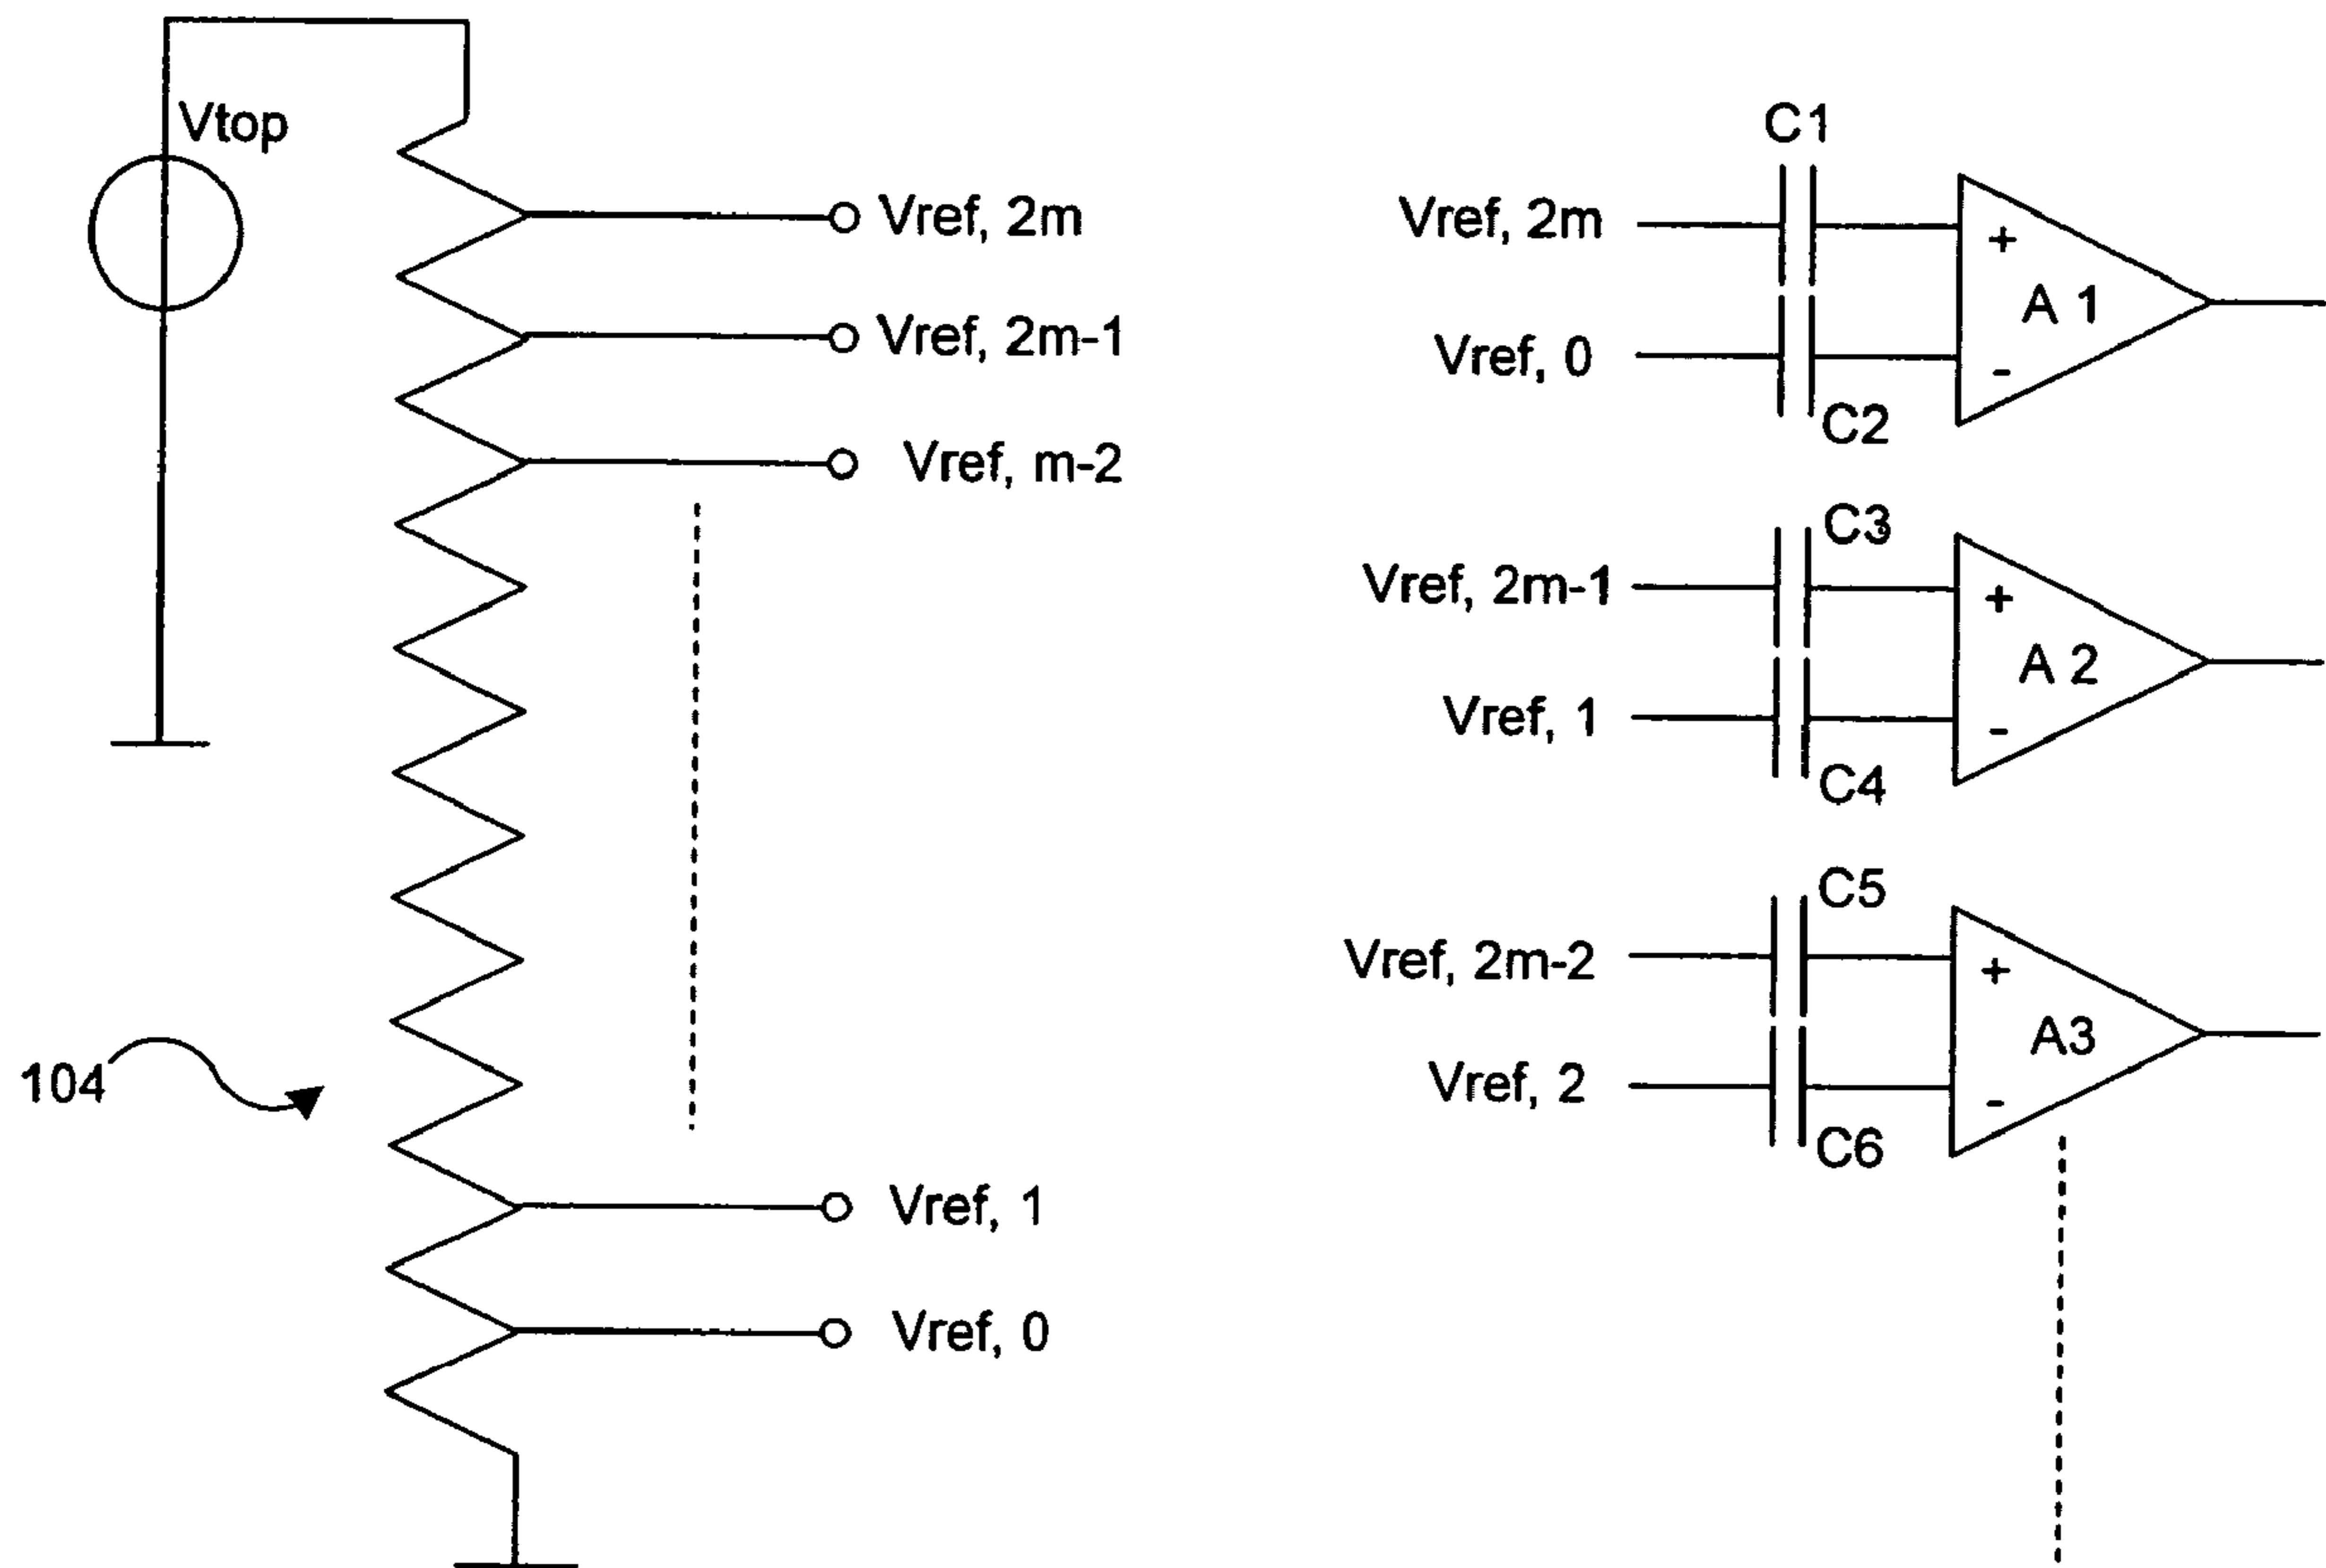 Vtop
Vref, 2m
Vref, 2m-1
Vref, m-2
Vref, 1
Vref, 0
104
C1
Vref, 2m
+
A 1
Vref, 0
-
C2
C3
Vref, 2m-1
+
A 2
Vref, 1
-
C4
C5
Vref, 2m-2
+
A3
Vref, 2
-
C6